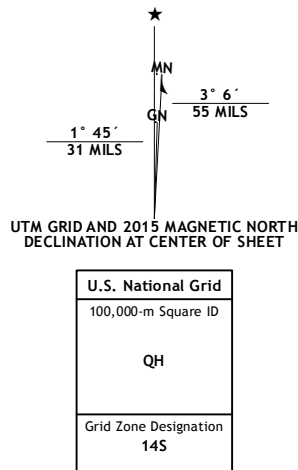 ★
MN
3° 6´
55 MILS
GN
1° 45´
31 MILS
UTM GRID AND 2015 MAGNETIC NORTH
DECLINATION AT CENTER OF SHEET
U.S. National Grid
100,000-m Square ID
QH
Grid Zone Designation
14S